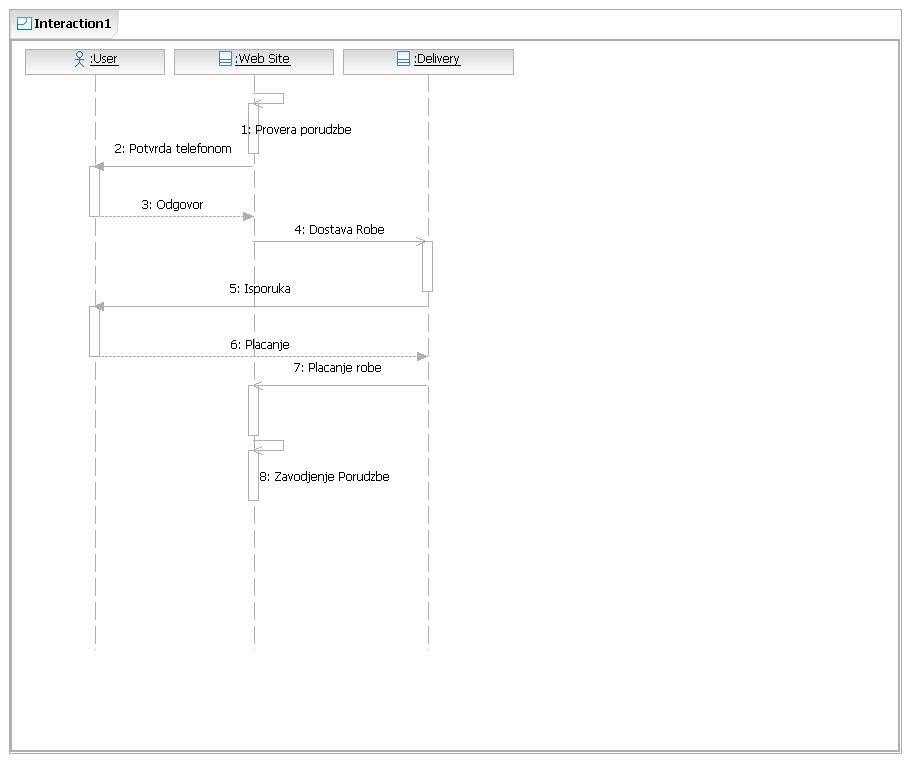 Interaction1
:User
:Web Site
:Delivery
1: Provera porudzbe
2: Potvrda telefonom
3: Odgovor
4: Dostava Robe
5: Isporuka
6: Placanje
7: Placanje robe
8: Zavodjenje Porudzbe